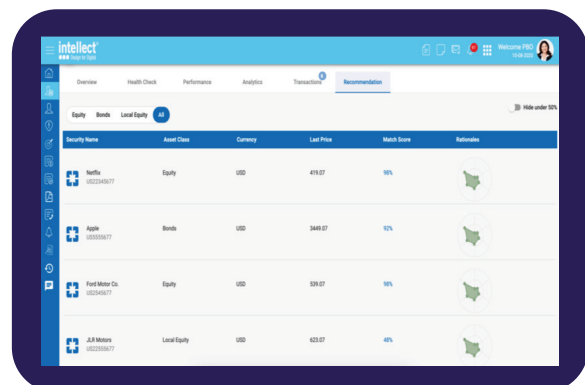 intellect
Design for Digital
Welcome PBO
Overview Health Check Performance Analytics Transactions Recommendation
Equity Bonds Local Equity All
Hide under 50%
Security Name Asset Class Currency Last Price Match Score Rationales
Netflix Equity USD 419.07 98%
US22345677
Apple Bonds USD 3449.07 92%
US3555677
Ford Motor Co. Equity USD 539.07 98%
US2545677
JLR Motors Local Equity USD 623.07 48%
US22555677